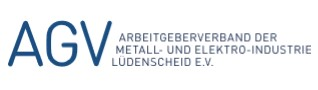 AGV
ARBEITGEBERVERBAND DER
METALL- UND ELEKTRO-INDUSTRIE
LÜDENSCHEID E.V.